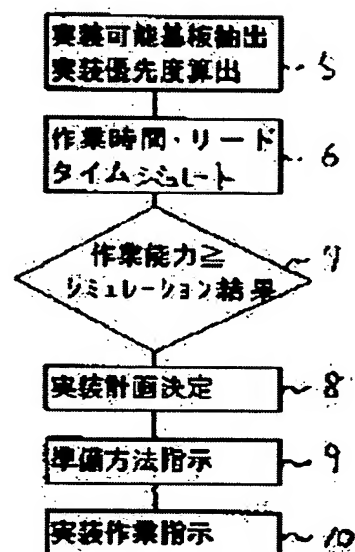 実装可能基板抽出
実装優先度算出
5
作業時間・リード
タイムシミュレート
6
作業能力≧
シミュレーション結果
7
実装計画決定
8
準備方法指示
9
実装作業指示
10